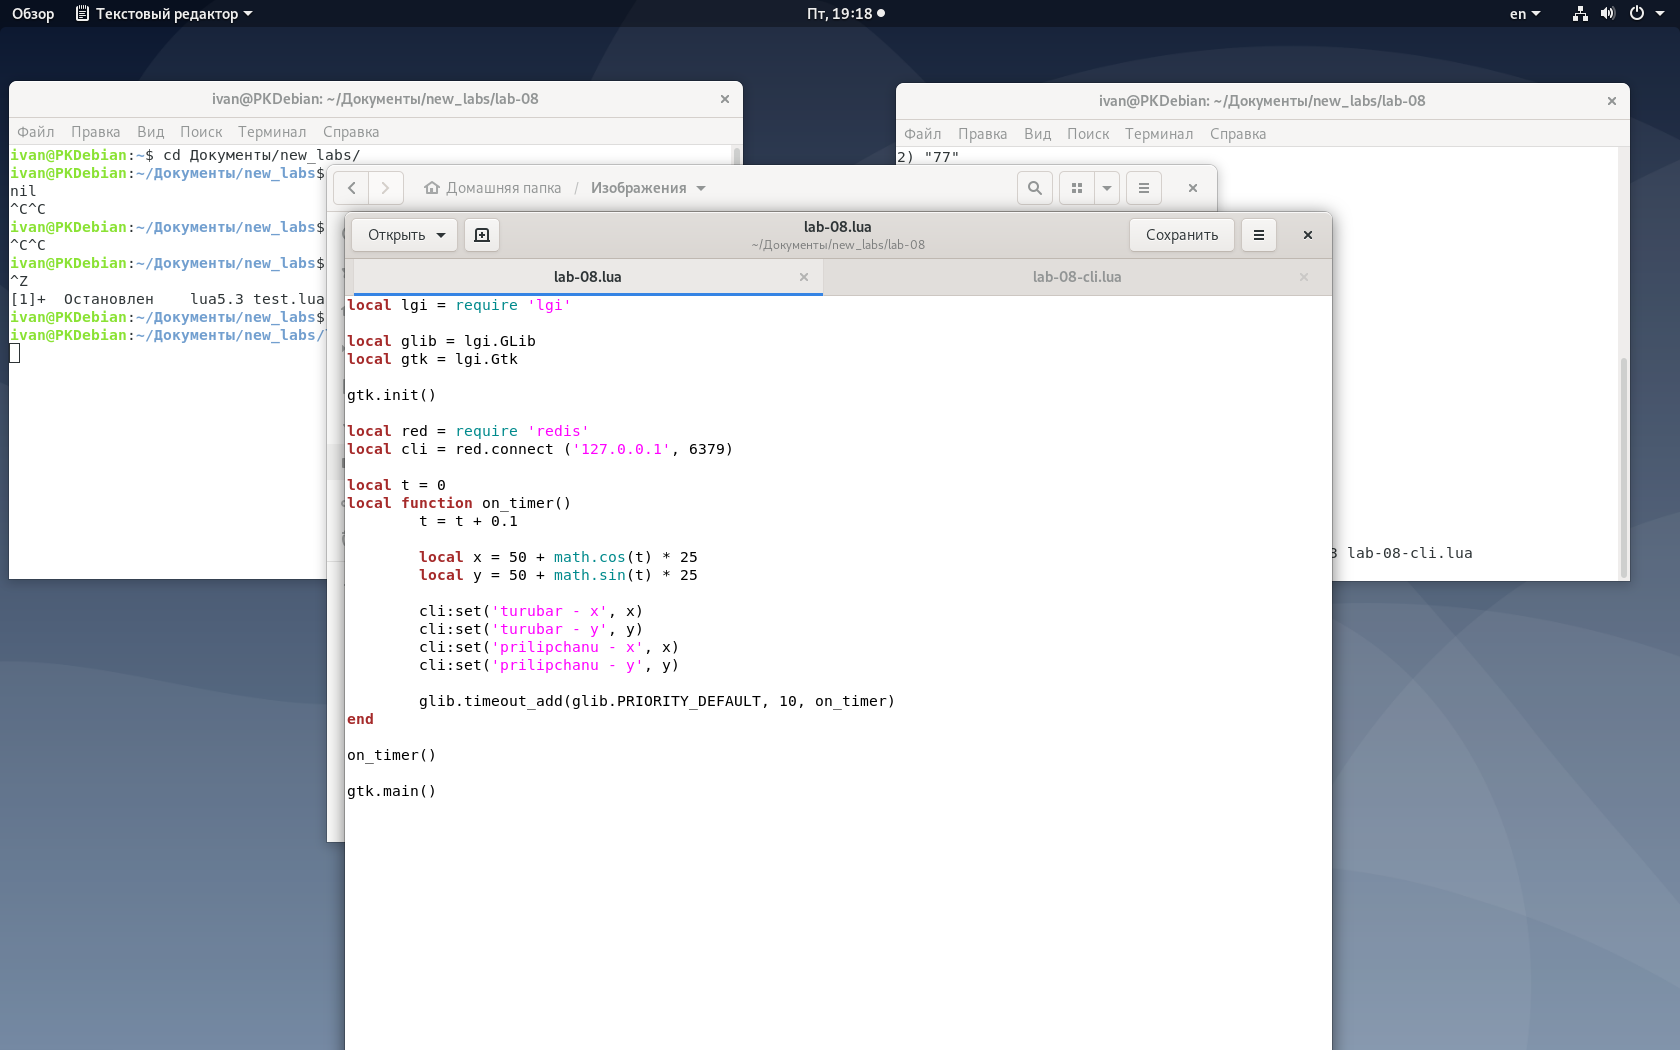 Обзор
Текстовый редактор
Пт, 19:18
en
ivan@PKDebian: ~/Документы/new_labs/lab-08
Файл Правка Вид Поиск Терминал Справка
ivan@PKDebian:~$ cd Документы/new_labs/
ivan@PKDebian:~/Документы/new_labs$
nil
^C^C
ivan@PKDebian:~/Документы/new_labs$
^C^C
ivan@PKDebian:~/Документы/new_labs$
^Z
[1]+  Остановлен    lua5.3 test.lua
ivan@PKDebian:~/Документы/new_labs$
ivan@PKDebian:~/Документы/new_labs/
ivan@PKDebian: ~/Документы/new_labs/lab-08
Файл Правка Вид Поиск Терминал Справка
2) "77"
lab-08-cli.lua
Домашняя папка / Изображения
Открыть
lab-08.lua
~/Документы/new_labs/lab-08
Сохранить
lab-08.lua
lab-08-cli.lua
local lgi = require 'lgi'
local glib = lgi.GLib
local gtk = lgi.Gtk
gtk.init()
local red = require 'redis'
local cli = red.connect ('127.0.0.1', 6379)
local t = 0
local function on_timer()
        t = t + 0.1
        local x = 50 + math.cos(t) * 25
        local y = 50 + math.sin(t) * 25
        cli:set('turubar - x', x)
        cli:set('turubar - y', y)
        cli:set('prilipchanu - x', x)
        cli:set('prilipchanu - y', y)
        glib.timeout_add(glib.PRIORITY_DEFAULT, 10, on_timer)
end
on_timer()
gtk.main()